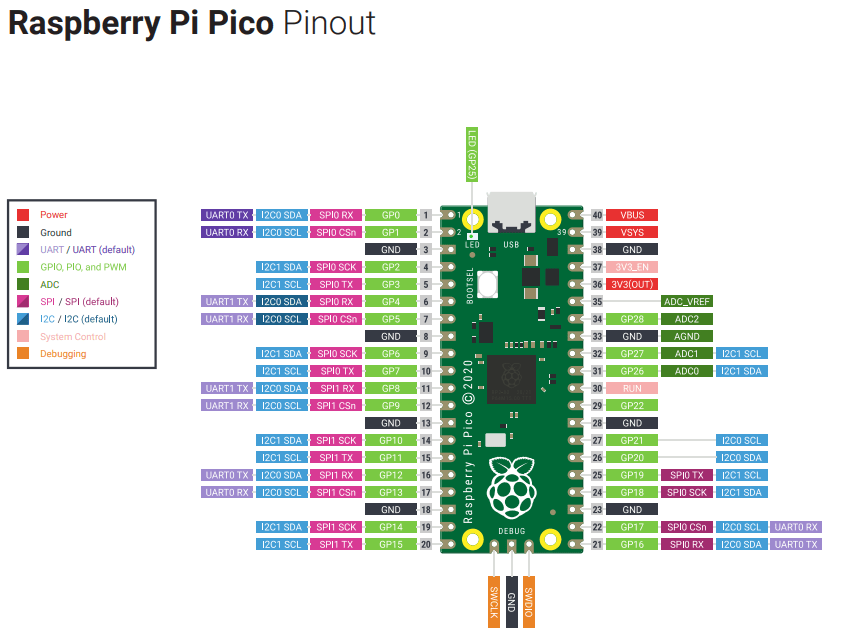 Raspberry Pi Pico Pinout
LED (GP25)
Power
Ground
UART / UART (default)
GPIO, PIO, and PWM
ADC
SPI / SPI (default)
I2C / I2C (default)
System Control
Debugging
UART0 TX I2C0 SDA SPI0 RX GP0 1
UART0 RX I2C0 SCL SPI0 CSn GP1 2
GND 3
I2C1 SDA SPI0 SCK GP2 4
I2C1 SCL SPI0 TX GP3 5
UART1 TX I2C0 SDA SPI0 RX GP4 6
UART1 RX I2C0 SCL SPI0 CSn GP5 7
GND 8
I2C1 SDA SPI0 SCK GP6 9
I2C1 SCL SPI0 TX GP7 10
UART1 TX I2C0 SDA SPI1 RX GP8 11
UART1 RX I2C0 SCL SPI1 CSn GP9 12
GND 13
I2C1 SDA SPI1 SCK GP10 14
I2C1 SCL SPI1 TX GP11 15
UART0 TX I2C0 SDA SPI1 RX GP12 16
UART0 RX I2C0 SCL SPI1 CSn GP13 17
GND 18
I2C1 SDA SPI1 SCK GP14 19
I2C1 SCL SPI1 TX GP15 20
1
2
39
LED
USB
BOOTSEL
Raspberry Pi Pico ©2020
DEBUG
40 VBUS
39 VSYS
38 GND
37 3V3_EN
36 3V3(OUT)
35 ADC_VREF
34 GP28 ADC2
33 GND AGND
32 GP27 ADC1 I2C1 SCL
31 GP26 ADC0 I2C1 SDA
30 RUN
29 GP22
28 GND
27 GP21 I2C0 SCL
26 GP20 I2C0 SDA
25 GP19 SPI0 TX I2C1 SCL
24 GP18 SPI0 SCK I2C1 SDA
23 GND
22 GP17 SPI0 CSn I2C0 SCL UART0 RX
21 GP16 SPI0 RX I2C0 SDA UART0 TX
SWCLK
GND
SWDIO